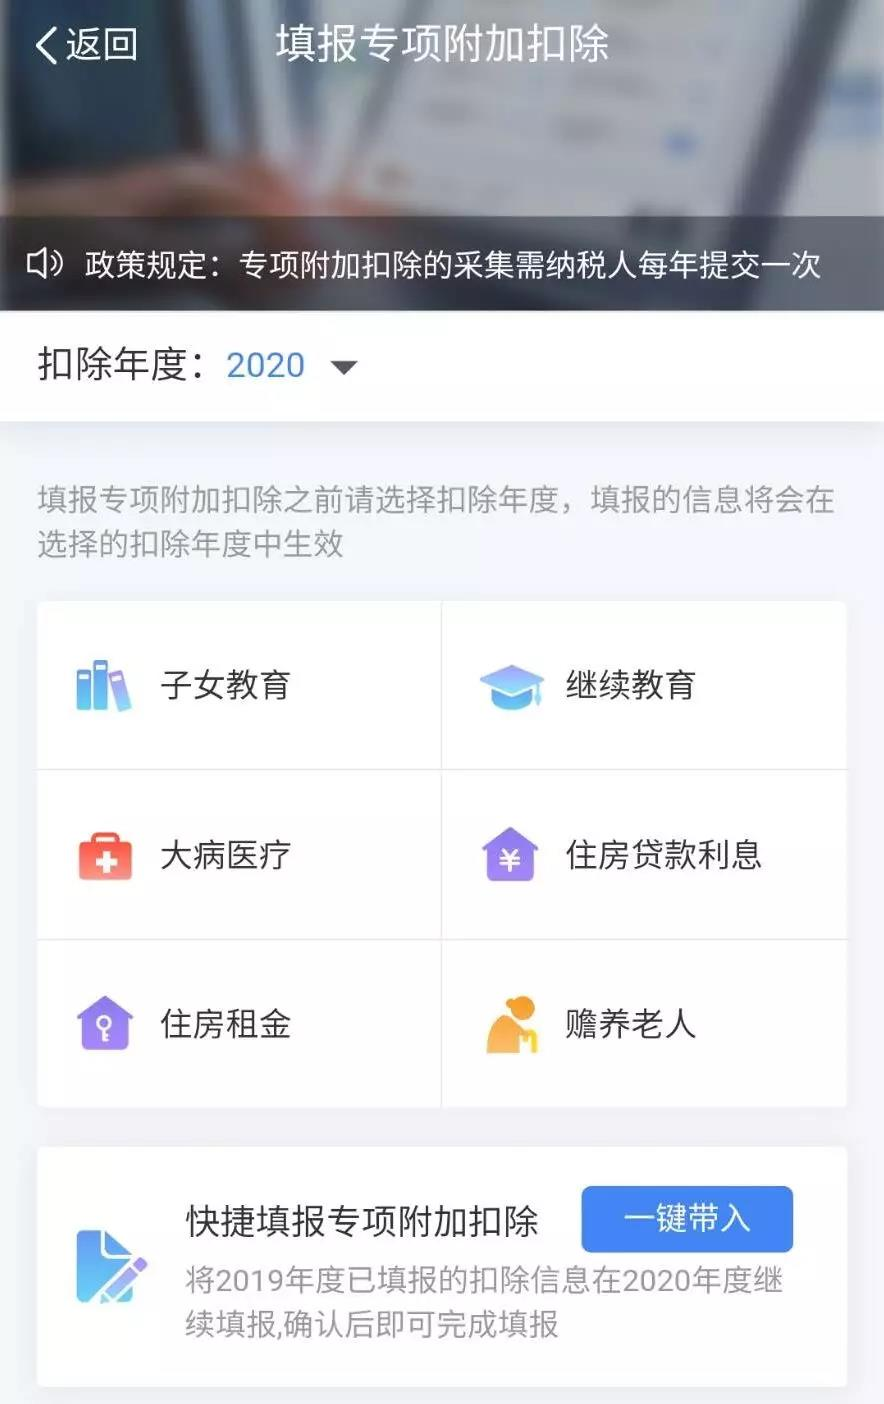 返回
填报专项附加扣除
政策规定：专项附加扣除的采集需纳税人每年提交一次
扣除年度：2020
填报专项附加扣除之前请选择扣除年度，填报的信息将会在
选择的扣除年度中生效
子女教育
继续教育
大病医疗
住房贷款利息
住房租金
赡养老人
快捷填报专项附加扣除
一键带入
将2019年度已填报的扣除信息在2020年度继
续填报,确认后即可完成填报